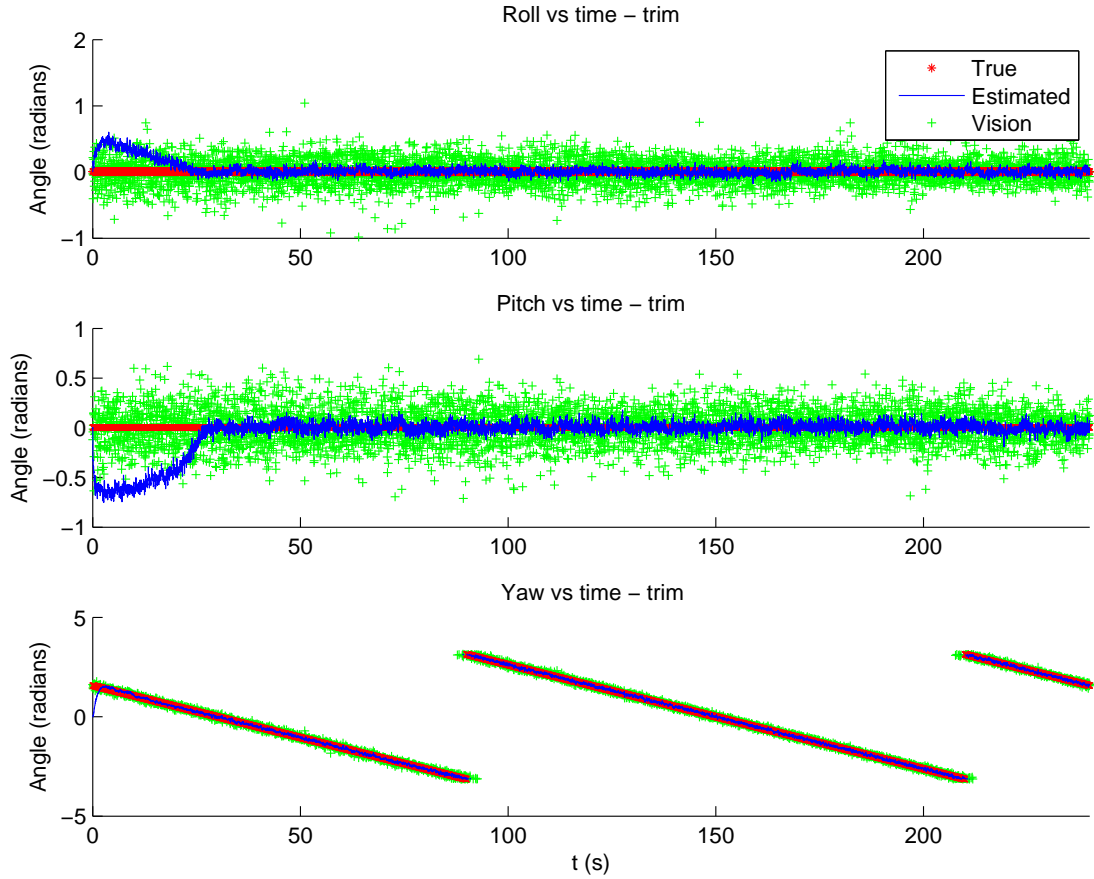 Roll vs time − trim
2
1
0
−1
Angle (radians)
0
50
100
150
200
True
Estimated
Vision
Pitch vs time − trim
1
0.5
0
−0.5
−1
Angle (radians)
0
50
100
150
200
Yaw vs time − trim
5
0
−5
Angle (radians)
0
50
100
150
200
t (s)